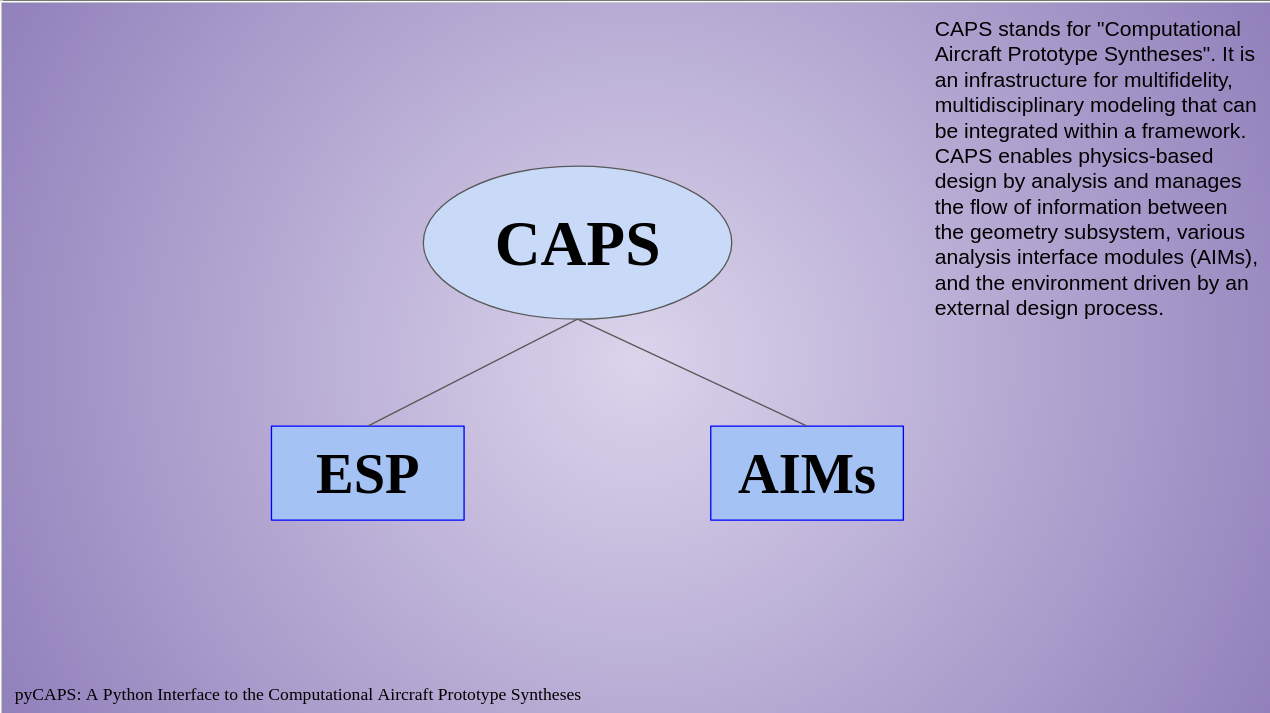 CAPS stands for "Computational
Aircraft Prototype Syntheses". It is
an infrastructure for multifidelity,
multidisciplinary modeling that can
be integrated within a framework.
CAPS enables physics-based
design by analysis and manages
the flow of information between
the geometry subsystem, various
analysis interface modules (AIMs),
and the environment driven by an
external design process.
CAPS
ESP
AIMs
pyCAPS: A Python Interface to the Computational Aircraft Prototype Syntheses